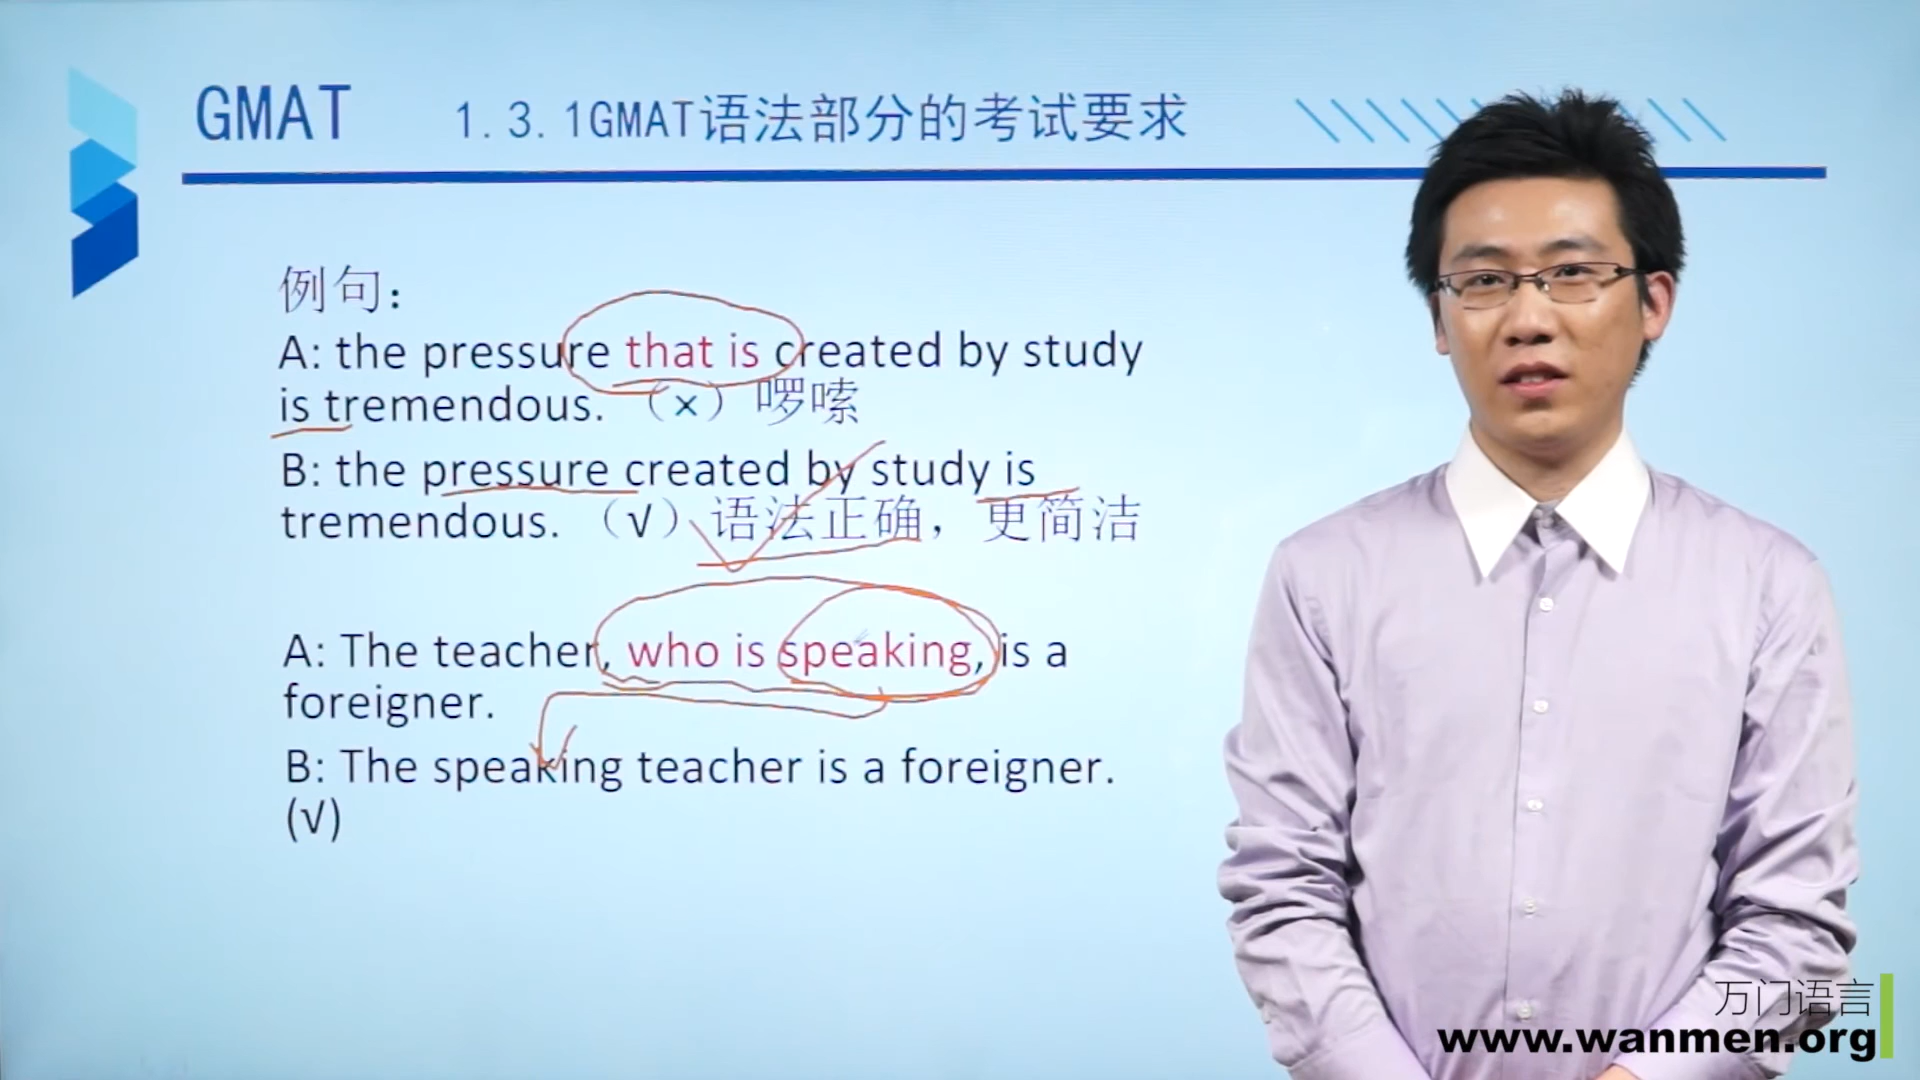 GMAT 1.3.1GMAT语法部分的考试要求
例句：
A: the pressure that is created by study
is tremendous. （×）啰嗦
B: the pressure created by study is
tremendous. （√）语法正确，更简洁
A: The teacher, who is speaking, is a
foreigner.
B: The speaking teacher is a foreigner.
(√)
万门语言
www.wanmen.org